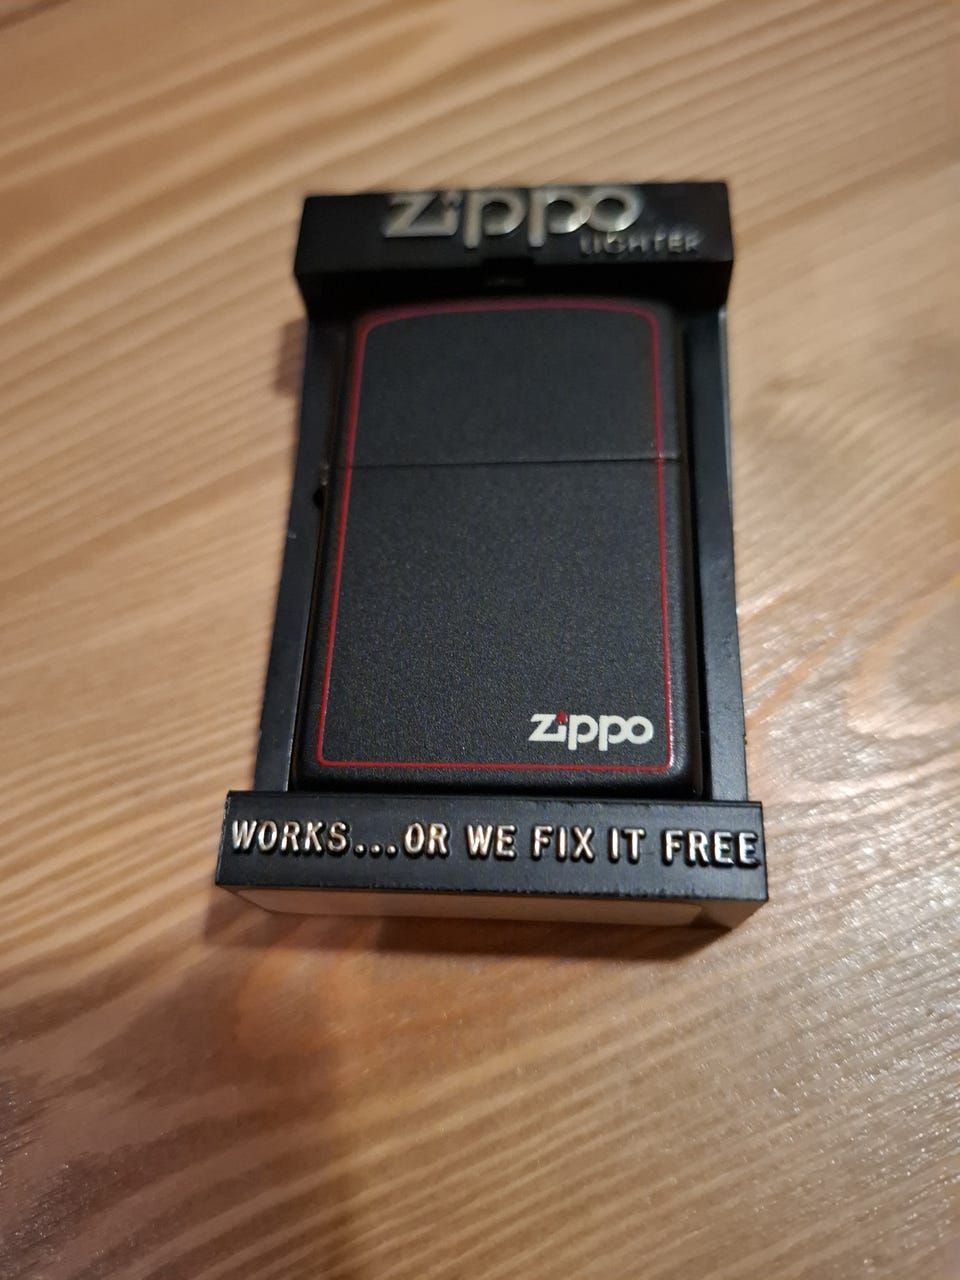 Zippo
LIGHTER
Zippo
WORKS...OR WE FIX IT FREE